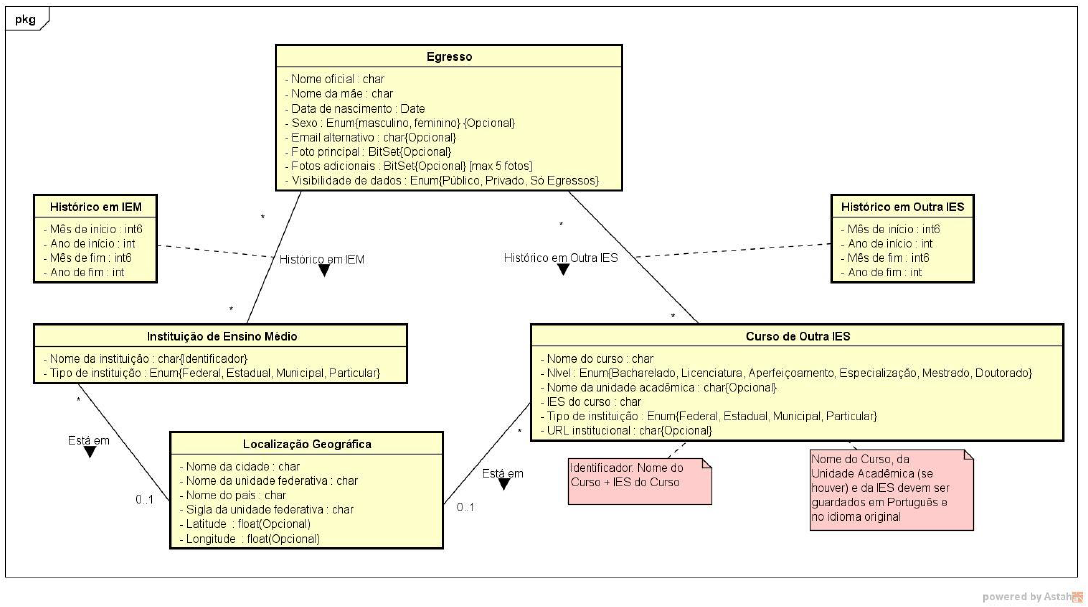 pkg
Egresso
- Nome oficial : char
- Nome da mãe : char
- Data de nascimento : Date
- Sexo : Enum{masculino, feminino} {Opcional}
- Email alternativo : char{Opcional}
- Foto principal : BitSet{Opcional}
- Fotos adicionais : BitSet{Opcional} [max 5 fotos]
- Visibilidade de dados : Enum{Público, Privado, Só Egressos}
Histórico em IEM
- Mês de início : int6
- Ano de início : int
- Mês de fim : int6
- Ano de fim : int
Histórico em Outra IES
- Mês de início : int6
- Ano de início : int
- Mês de fim : int6
- Ano de fim : int
*
*
Histórico em IEM
Histórico em Outra IES
*
*
Instituição de Ensino Médio
- Nome da instituição : char{Identificador}
- Tipo de instituição : Enum{Federal, Estadual, Municipal, Particular}
Curso de Outra IES
- Nome do curso : char
- Nível : Enum{Bacharelado, Licenciatura, Aperfeiçoamento, Especialização, Mestrado, Doutorado}
- Nome da unidade acadêmica : char{Opcional}
- IES do curso : char
- Tipo de instituição : Enum{Federal, Estadual, Municipal, Particular}
- URL institucional : char{Opcional}
*
*
Está em
Está em
0..1
0..1
Localização Geográfica
- Nome da cidade : char
- Nome da unidade federativa : char
- Nome do país : char
- Sigla da unidade federativa : char
- Latitude : float(Opcional)
- Longitude : float(Opcional)
Identificador: Nome do
Curso + IES do Curso
Nome do Curso, da
Unidade Acadêmica (se
houver) e da IES devem ser
guardados em Português e
no idioma original
powered by Astah